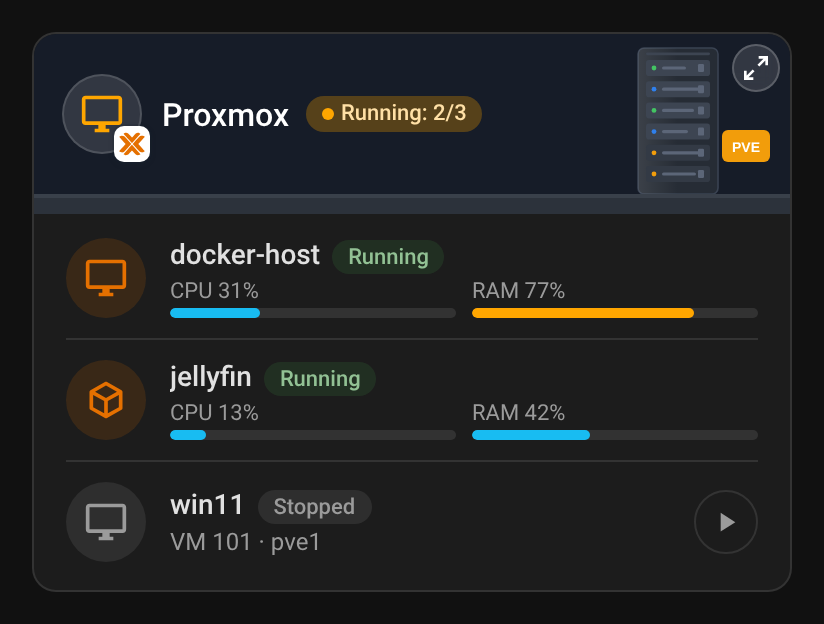 Proxmox
Running: 2/3
PVE
docker-host
Running
CPU 31%
RAM 77%
jellyfin
Running
CPU 13%
RAM 42%
win11
Stopped
VM 101 · pve1